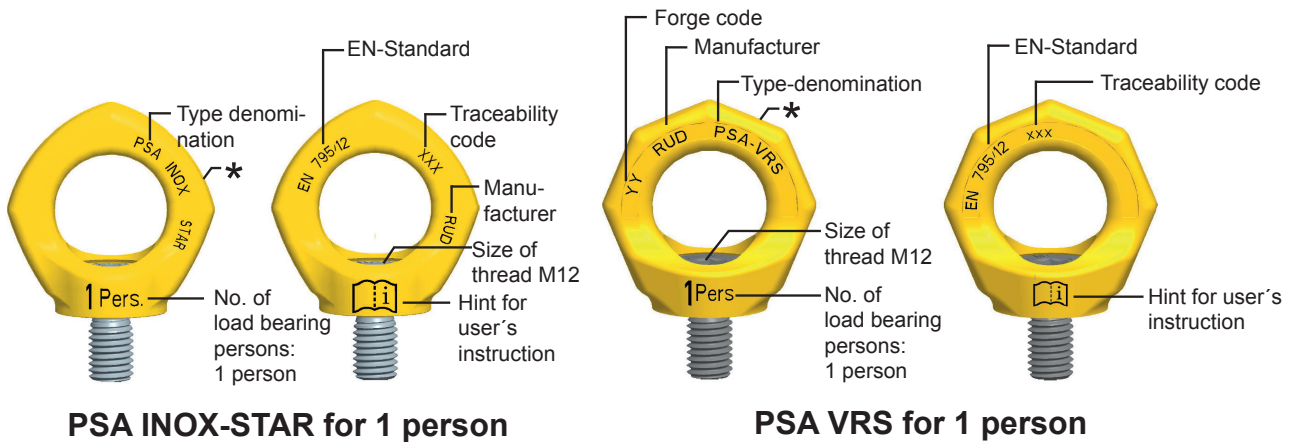 EN-Standard
Type denomi-
nation
*
Traceability
code
Manu-
facturer
Size of
thread M12
No. of
load bearing
persons:
1 person
Hint for
user´s
instruction
PSA INOX STAR
1 Pers.
EN 795/12
XXX
RUD
i
PSA INOX-STAR for 1 person
Forge code
Manufacturer
Type-denomination
*
EN-Standard
Traceability code
Size of
thread M12
No. of
load bearing
persons:
1 person
Hint for user´s
instruction
YY RUD PSA-VRS
1 Pers
EN 795/12 xxx
i
PSA VRS for 1 person